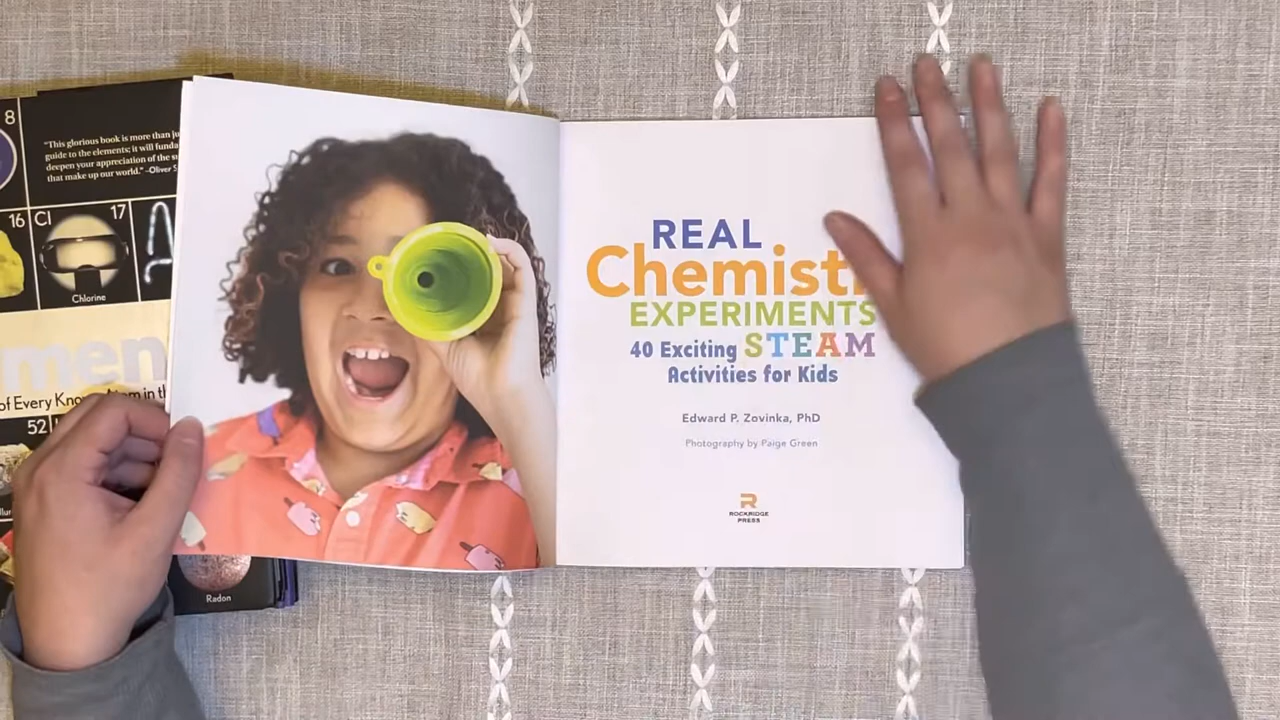 8
"This glorious book is more than ju
guide to the elements; it will funda
deepen your appreciation of the su
that make up our world." –Oliver S
16
Cl
17
Chlorine
men
of Every Know Atom in th
52
Radon
REAL
Chemist
EXPERIMENTS
40 Exciting STEAM
Activities for Kids
Edward P. Zovinka, PhD
Photography by Paige Green
R
ROCKRIDGE
PRESS